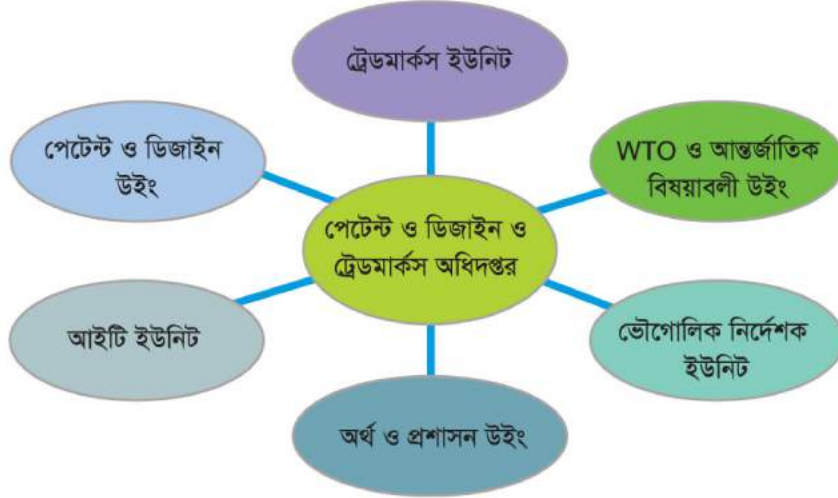 ট্রেডমার্কস ইউনিট
পেটেন্ট ও ডিজাইন
উইং
WTO ও আন্তর্জাতিক
বিষয়াবলী উইং
পেটেন্ট ও ডিজাইন ও
ট্রেডমার্কস অধিদপ্তর
আইটি ইউনিট
ভৌগোলিক নির্দেশক
ইউনিট
অর্থ ও প্রশাসন উইং